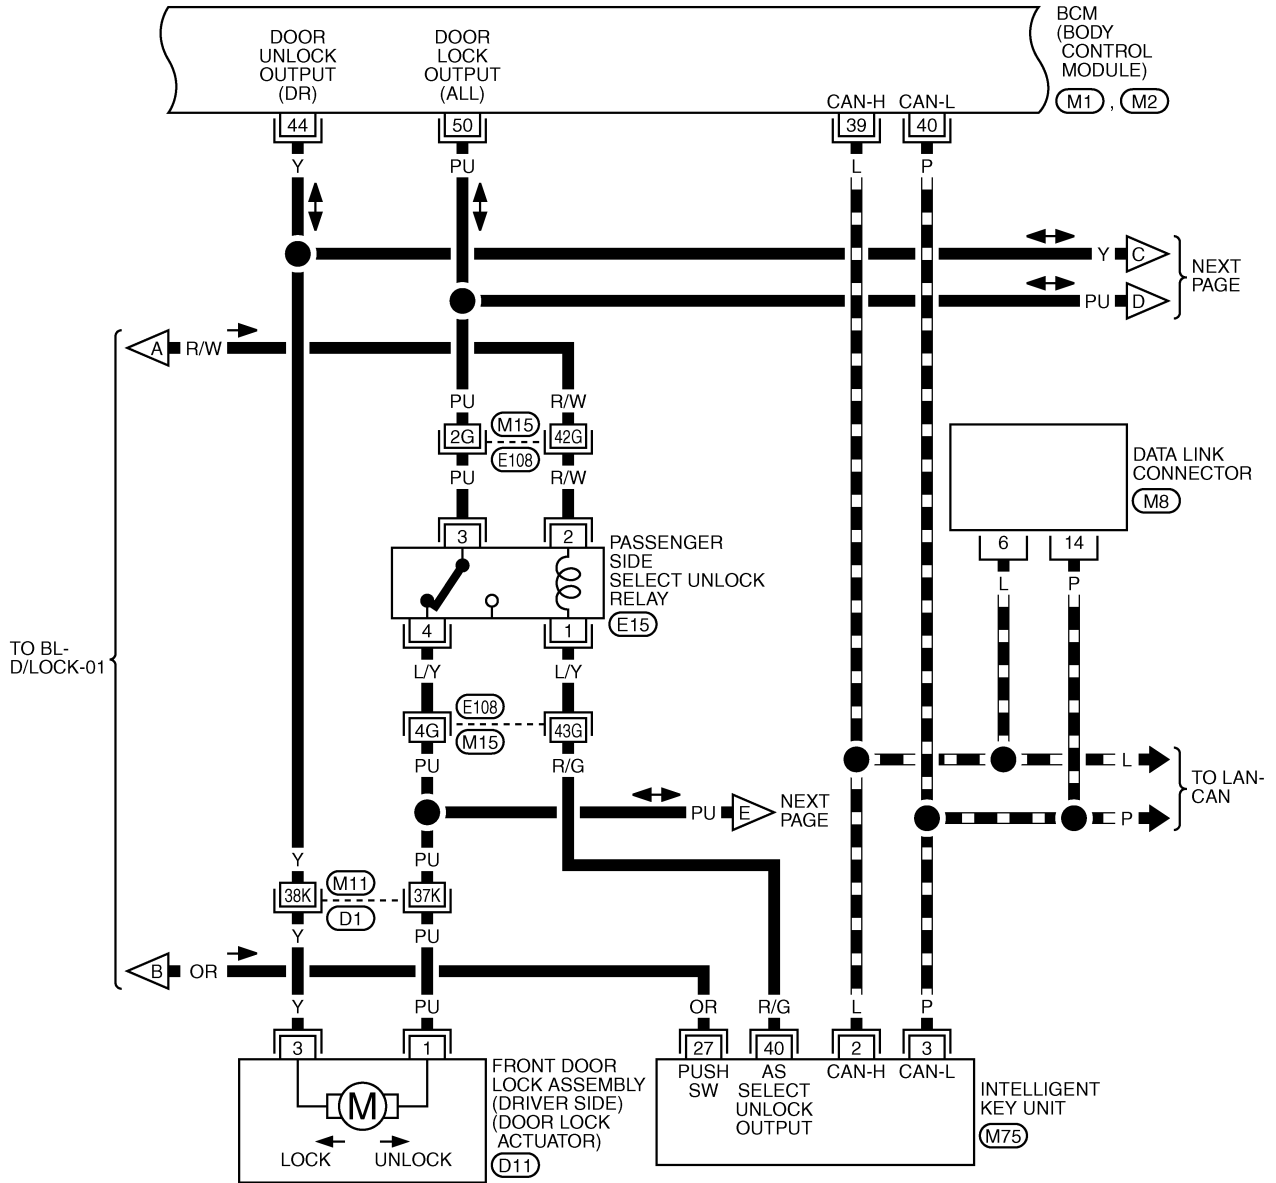 DOOR
UNLOCK
OUTPUT
(DR)
DOOR
LOCK
OUTPUT
(ALL)
CAN-H
CAN-L
BCM
(BODY
CONTROL
MODULE)
M1 , M2
44
50
39
40
Y
PU
L
P
Y
C
PU
D
NEXT
PAGE
A
R/W
PU
R/W
2G
M15
E108
42G
PU
R/W
DATA LINK
CONNECTOR
M8
3
2
6
14
PASSENGER
SIDE
SELECT UNLOCK
RELAY
E15
L
P
4
1
TO BL-
D/LOCK-01
L/Y
L/Y
4G
E108
M15
43G
PU
R/G
L
P
TO LAN-
CAN
PU
E
NEXT
PAGE
Y
PU
38K
M11
D1
37K
Y
PU
B
OR
Y
PU
OR
R/G
L
P
3
1
27
40
2
3
PUSH
SW
AS
SELECT
UNLOCK
OUTPUT
CAN-H
CAN-L
M
LOCK
UNLOCK
FRONT DOOR
LOCK ASSEMBLY
(DRIVER SIDE)
(DOOR LOCK
ACTUATOR)
D11
INTELLIGENT
KEY UNIT
M75